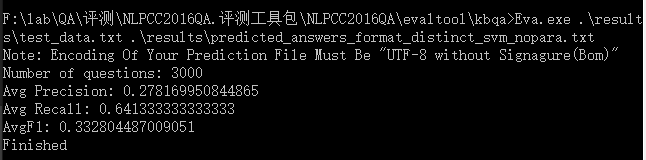 F:\lab\QA\评测\NLPCC2016QA.评测工具包\NLPCC2016QA\evaltool\kbqa>Eva.exe .\result
s\test_data.txt .\results\predicted_answers_format_distinct_svm_nopara.txt
Note: Encoding Of Your Prediction File Must Be "UTF-8 without Signagure(Bom)"
Number of questions: 3000
Avg Precision: 0.278169950844865
Avg Recall: 0.641333333333333
AvgF1: 0.332804487009051
Finished